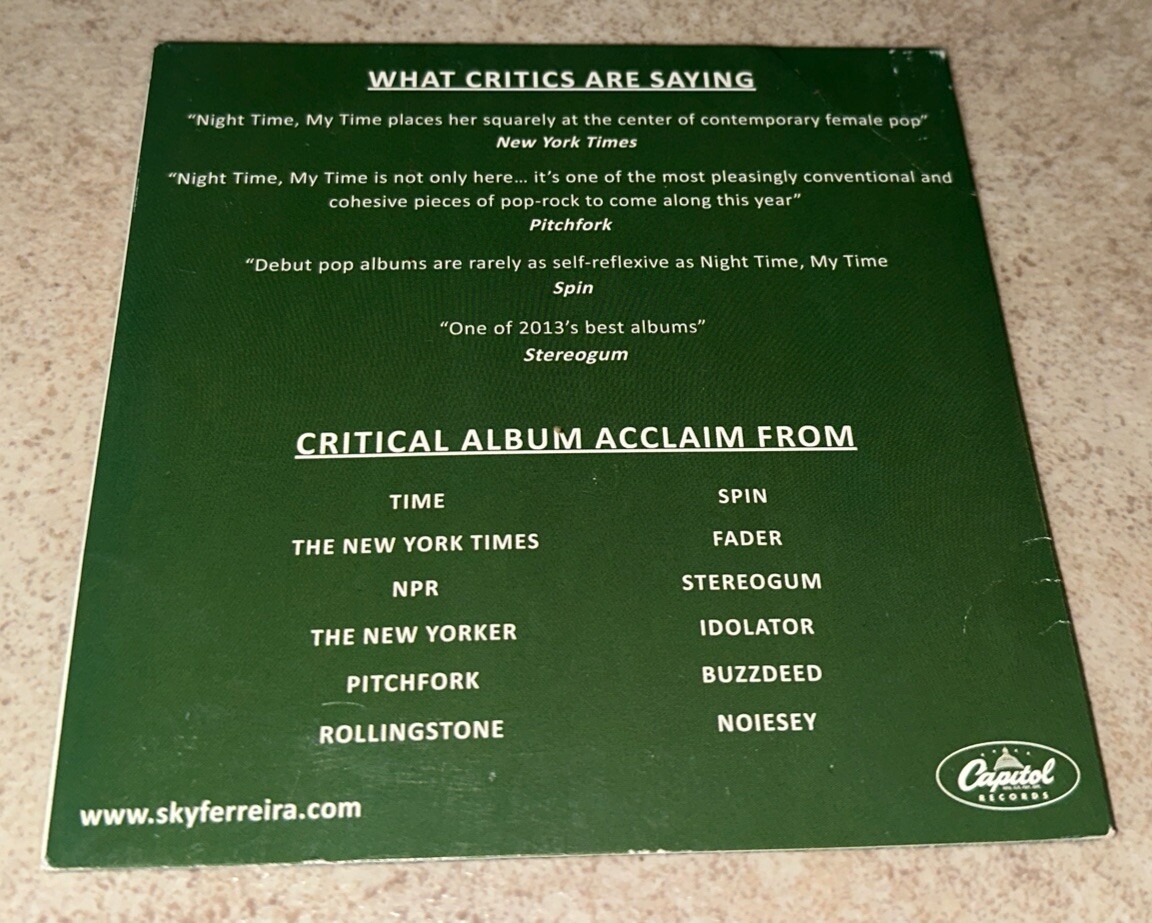 WHAT CRITICS ARE SAYING
“Night Time, My Time places her squarely at the center of contemporary female pop”
New York Times
“Night Time, My Time is not only here... it’s one of the most pleasingly conventional and
cohesive pieces of pop-rock to come along this year”
Pitchfork
“Debut pop albums are rarely as self-reflexive as Night Time, My Time
Spin
“One of 2013’s best albums”
Stereogum
CRITICAL ALBUM ACCLAIM FROM
TIME
THE NEW YORK TIMES
NPR
THE NEW YORKER
PITCHFORK
ROLLINGSTONE
SPIN
FADER
STEREOGUM
IDOLATOR
BUZZDEED
NOIESEY
www.skyferreira.com
Capitol
RECORDS